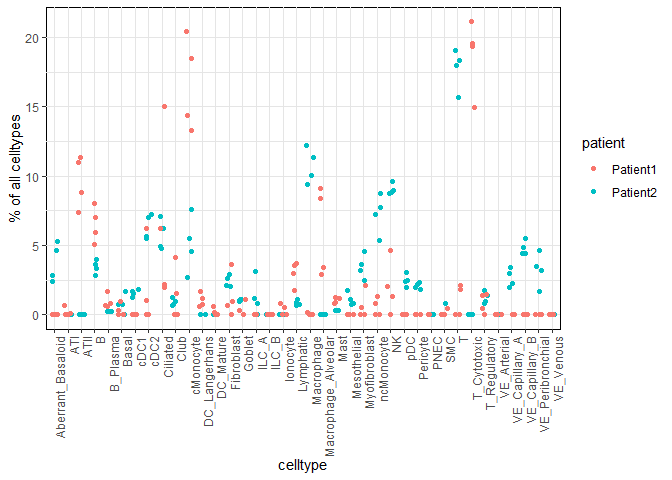 20
15
10
5
0
% of all celltypes
Aberrant_Basaloid
ATI
ATII
B
B_Plasma
Basal
cDC1
cDC2
Ciliated
Club
cMonocyte
DC_Langerhans
DC_Mature
Fibroblast
Goblet
ILC_A
ILC_B
Ionocyte
Lymphatic
Macrophage
Macrophage_Alveolar
Mast
Mesothelial
Myofibroblast
ncMonocyte
NK
pDC
Pericyte
PNEC
SMC
T
T_Cytotoxic
T_Regulatory
VE_Arterial
VE_Capillary_A
VE_Capillary_B
VE_Peribronchial
VE_Venous
celltype
patient
Patient1
Patient2